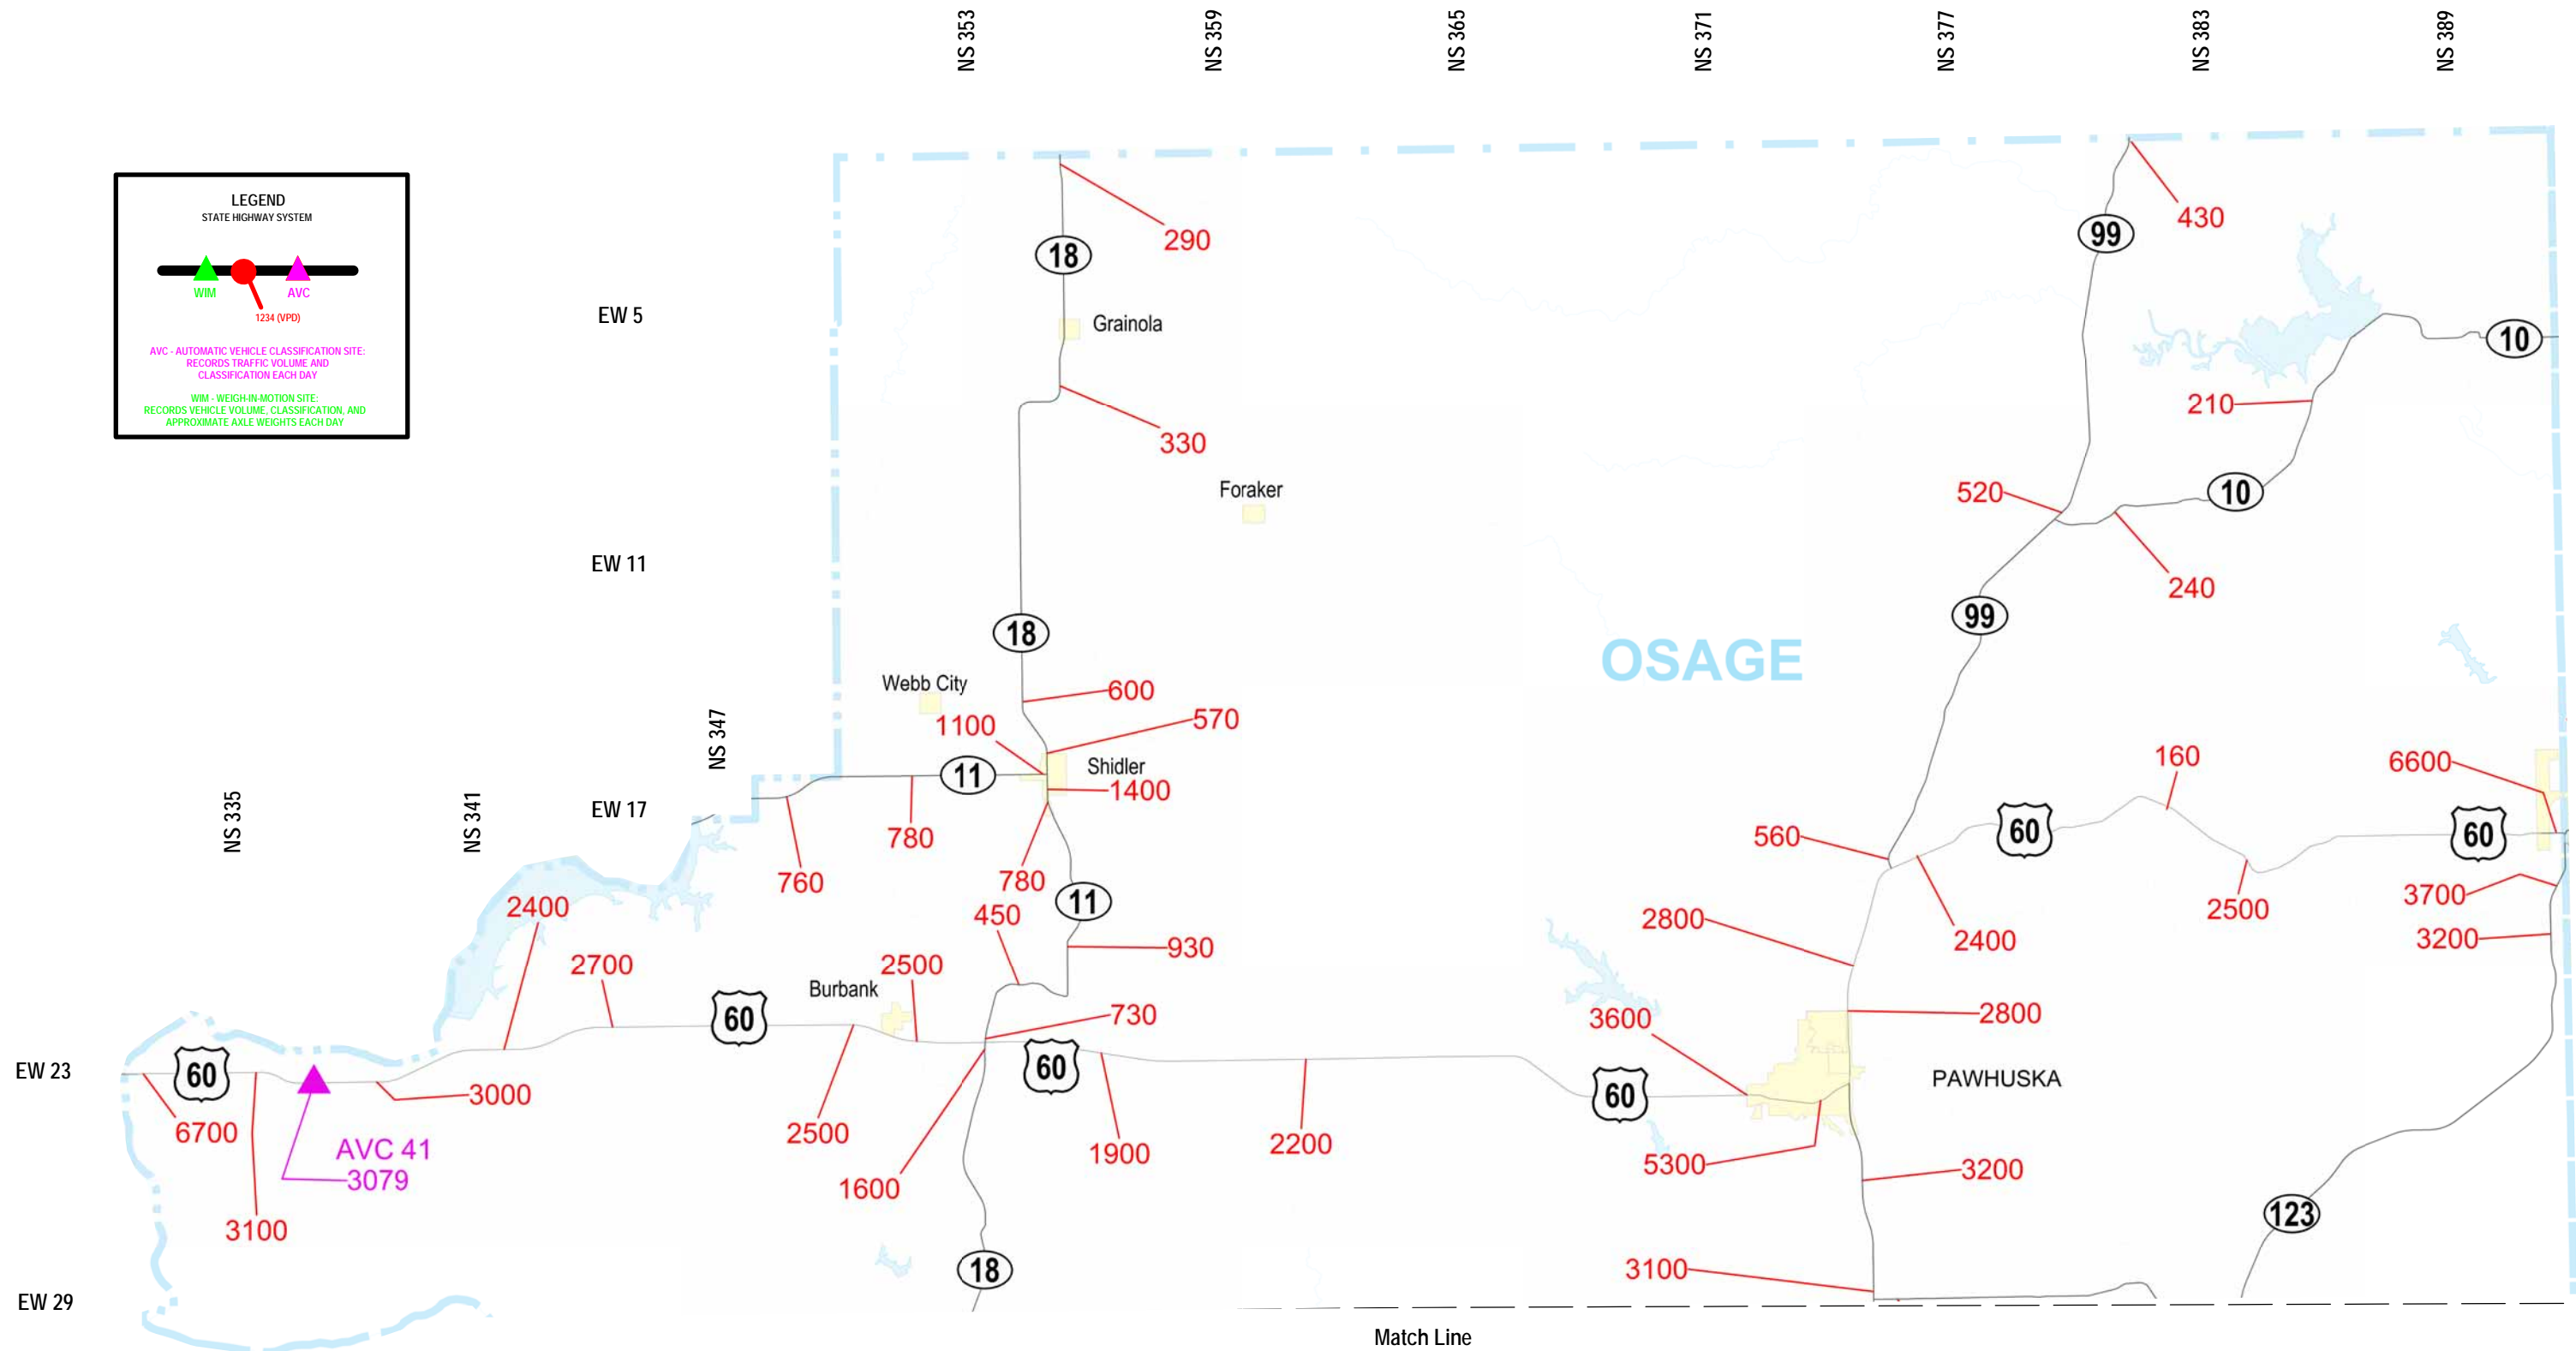 NS 353
NS 359
NS 365
NS 371
NS 377
NS 383
NS 389
LEGEND
STATE HIGHWAY SYSTEM
WIM
AVC
1234 (VPD)
AVC - AUTOMATIC VEHICLE CLASSIFICATION SITE:
RECORDS TRAFFIC VOLUME AND
CLASSIFICATION EACH DAY
WIM - WEIGH-IN-MOTION SITE:
RECORDS VEHICLE VOLUME, CLASSIFICATION, AND
APPROXIMATE AXLE WEIGHTS EACH DAY
430
99
290
18
EW 5
Grainola
10
210
330
Foraker
520
10
EW 11
240
99
18
OSAGE
Webb City
600
570
1100
NS 347
160
6600
Shidler
11
1400
EW 17
NS 335
NS 341
780
560
60
60
760
780
11
3700
2400
450
2800
2500
2400
3200
930
2700
2500
Burbank
60
730
2800
3600
EW 23
60
60
60
PAWHUSKA
3000
6700
2500
2200
1900
AVC 41
3079
5300
3200
1600
3100
123
18
3100
EW 29
Match Line